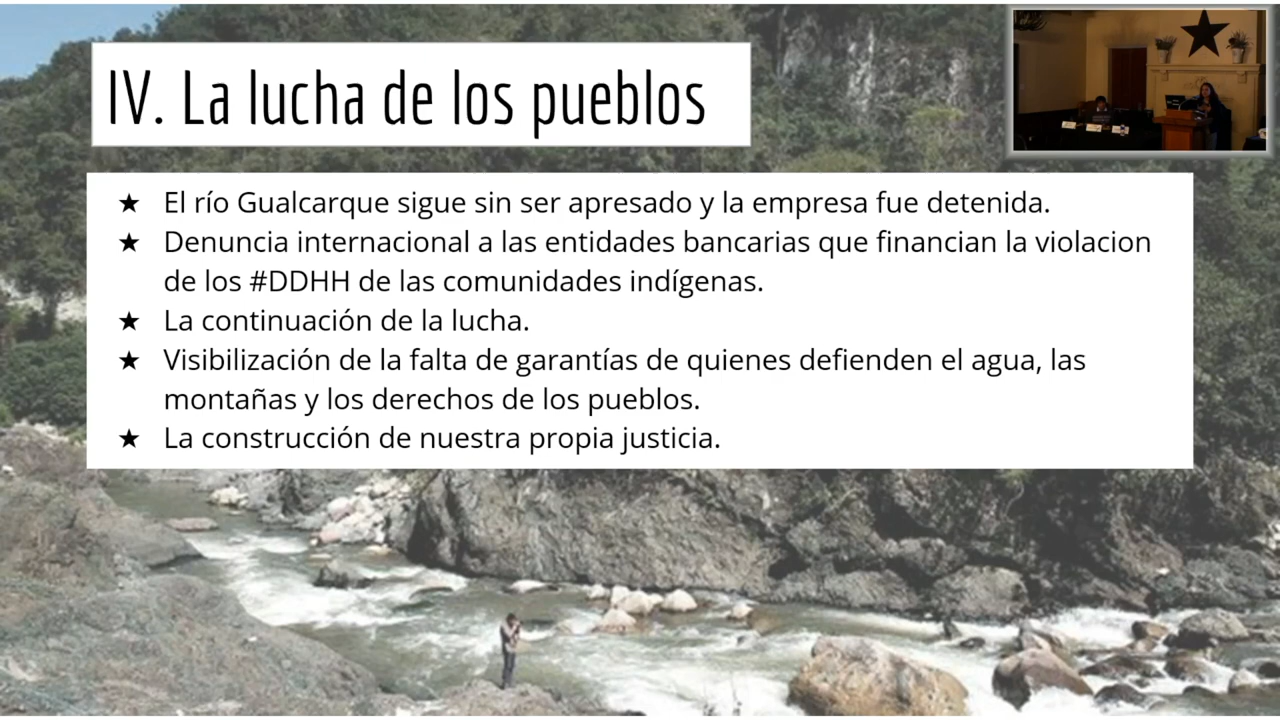 IV. La lucha de los pueblos
★ El río Gualcarque sigue sin ser apresado y la empresa fue detenida.
★ Denuncia internacional a las entidades bancarias que financian la violacion
de los #DDHH de las comunidades indígenas.
★ La continuación de la lucha.
★ Visibilización de la falta de garantías de quienes defienden el agua, las
montañas y los derechos de los pueblos.
★ La construcción de nuestra propia justicia.